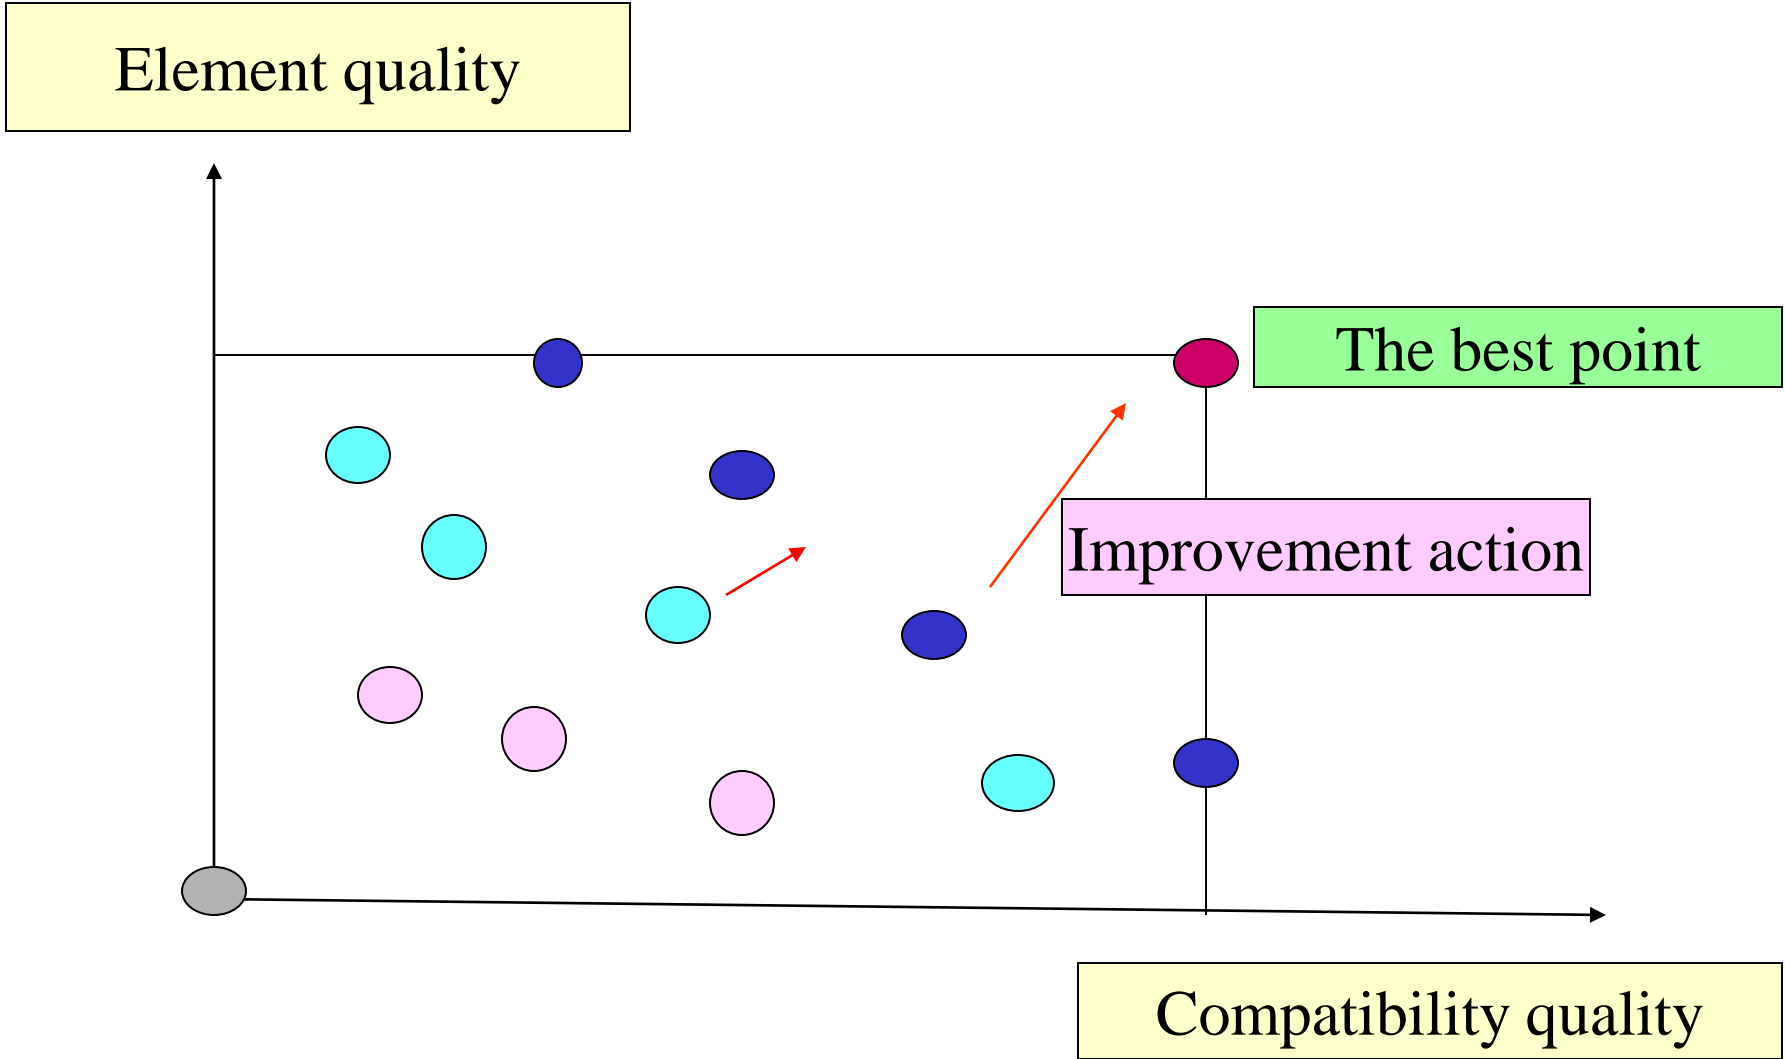 Element quality
The best point
Improvement action
Compatibility quality